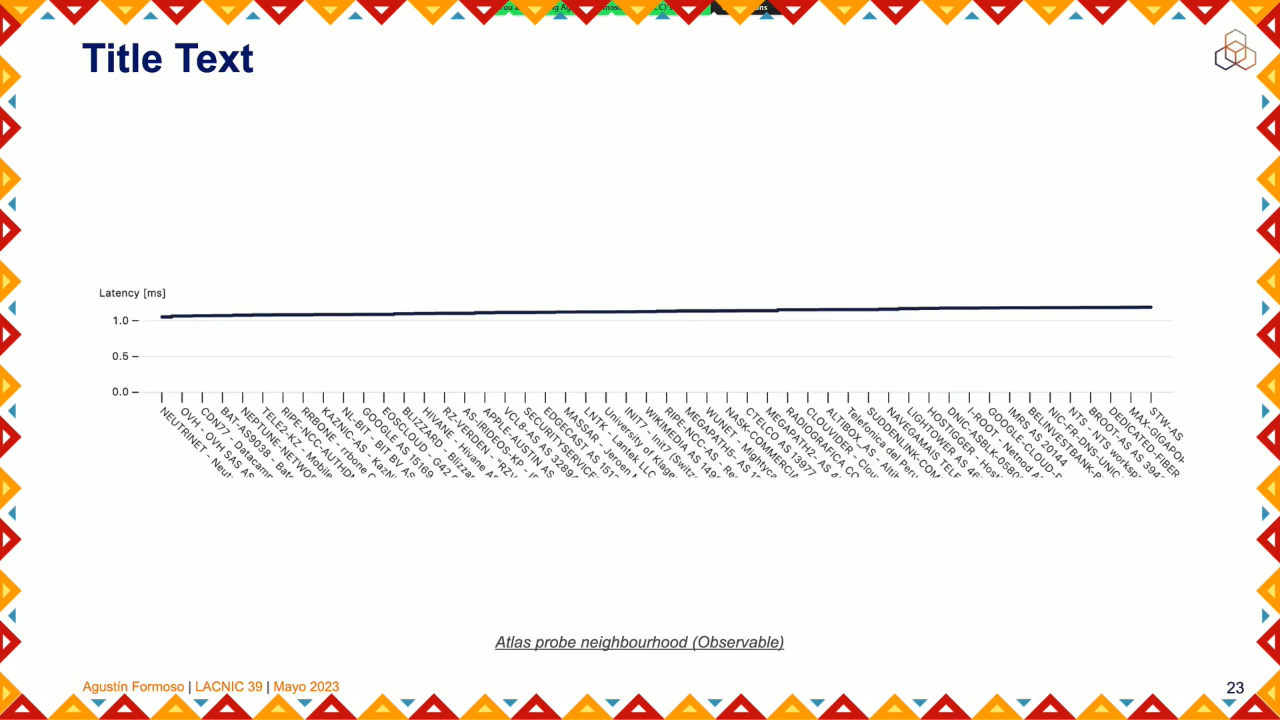 Title Text
Latency [ms]
1.0
0.5
0.0
NEUTRINET - Neut
OVH - OVH SAS AS
CDN77 - Datacam
BAT-AS9038 - Bat
NEPTUNE-NETWO
TELE2-KZ - Mobile
RIPE-NCC-AUTHD
RRBONE - rrbone
KAZNIC-AS - Kazn
NL-BIT - BIT BV AS
GOOGLE AS 15169
EOSCLOUD - G42
BLIZZARD - Blizza
HIVANE - Hivane A
RZ-VERDEN - "RZV
AS-IRIDEOS-KP -
APPLE-AUSTIN AS
VCL8-AS AS 3289
SECURITYSERVICE
EDGECAST AS 1513
MASSAR - Jeroen
LNTK - Lantek LLC
University of Klage
INIT7 - Init7 (Switz
WIKIMEDIA AS 149
RIPE-NCC-AS - Re
MEGAPATH5- AS 1
WUNET - Mightyca
NASK-COMMERCIA
CTELCO AS 13977
MEGAPATH2- AS 4
RADIOGRAFICA CO
CLOUVIDER - Clou
ALTIBOX_AS - Altib
Telefonica del Peru
SUDDENLINK-COM
NAVEGAMAIS TELE
LIGHTOWER AS 46
HOSTIGGER - Host
DNIC-ASBLK-0580
I-ROOT - Netnod A
GOOGLE-CLOUD-P
IMRS AS 20144
BELINVESTBANK-P
NIC-FR-DNS-UNIC
NTS - NTS worksp
BROOT-AS AS 394
DEDICATED-FIBER
MAX-GIGAPOP
STW-AS
Atlas probe neighbourhood (Observable)
Agustín Formoso | LACNIC 39 | Mayo 2023
23